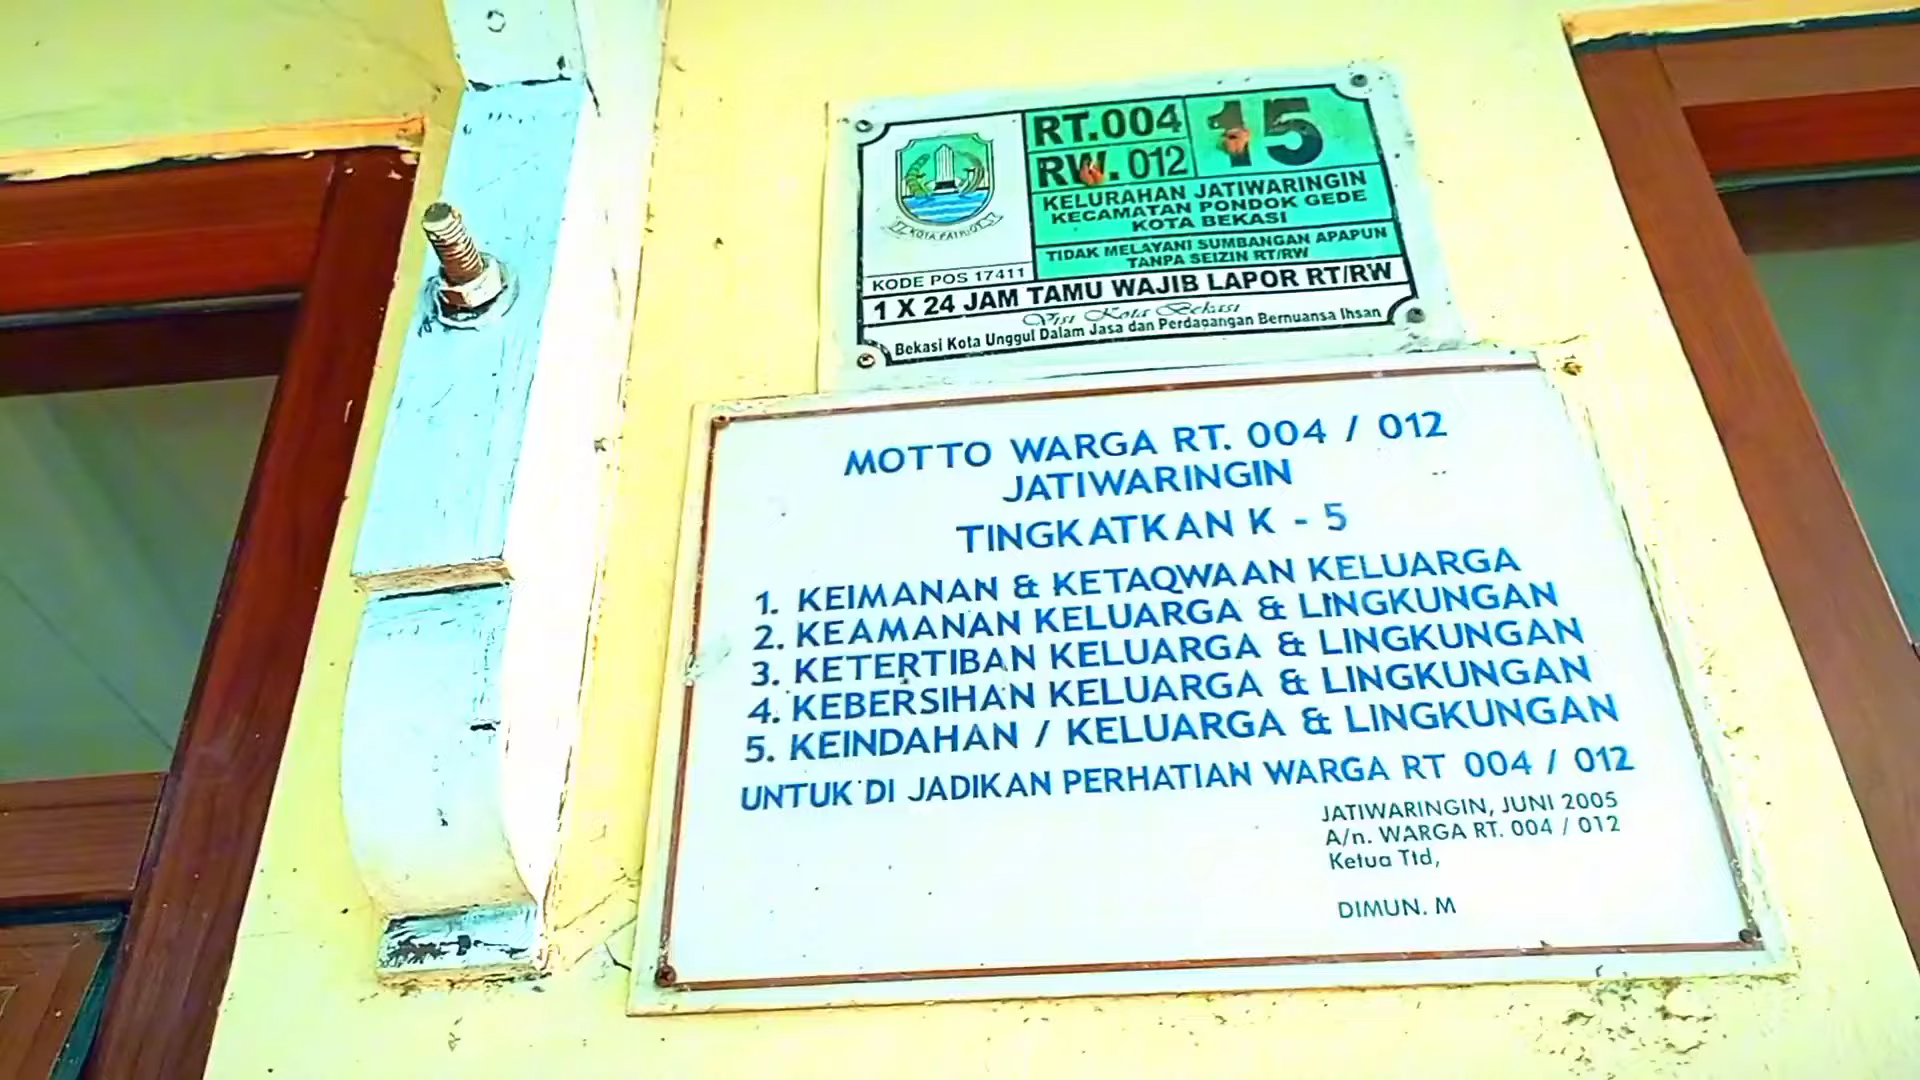 RT.004
RW. 012
15
KELURAHAN JATIWARINGIN
KECAMATAN PONDOK GEDE
KOTA BEKASI
TIDAK MELAYANI SUMBANGAN APAPUN
TANPA SEIZIN RT/RW
KOTA PATRIOT
KODE POS 17411
1 X 24 JAM TAMU WAJIB LAPOR RT/RW
Visi Kota Bekasi
Bekasi Kota Unggul Dalam Jasa dan Perdagangan Bernuansa Ihsan
MOTTO WARGA RT. 004 / 012
JATIWARINGIN
TINGKATKAN K - 5
1. KEIMANAN & KETAQWAAN KELUARGA
2. KEAMANAN KELUARGA & LINGKUNGAN
3. KETERTIBAN KELUARGA & LINGKUNGAN
4. KEBERSIHAN KELUARGA & LINGKUNGAN
5. KEINDAHAN / KELUARGA & LINGKUNGAN
UNTUK DI JADIKAN PERHATIAN WARGA RT 004 / 012
JATIWARINGIN, JUNI 2005
A/n. WARGA RT. 004 / 012
Ketua Ttd,
DIMUN. M